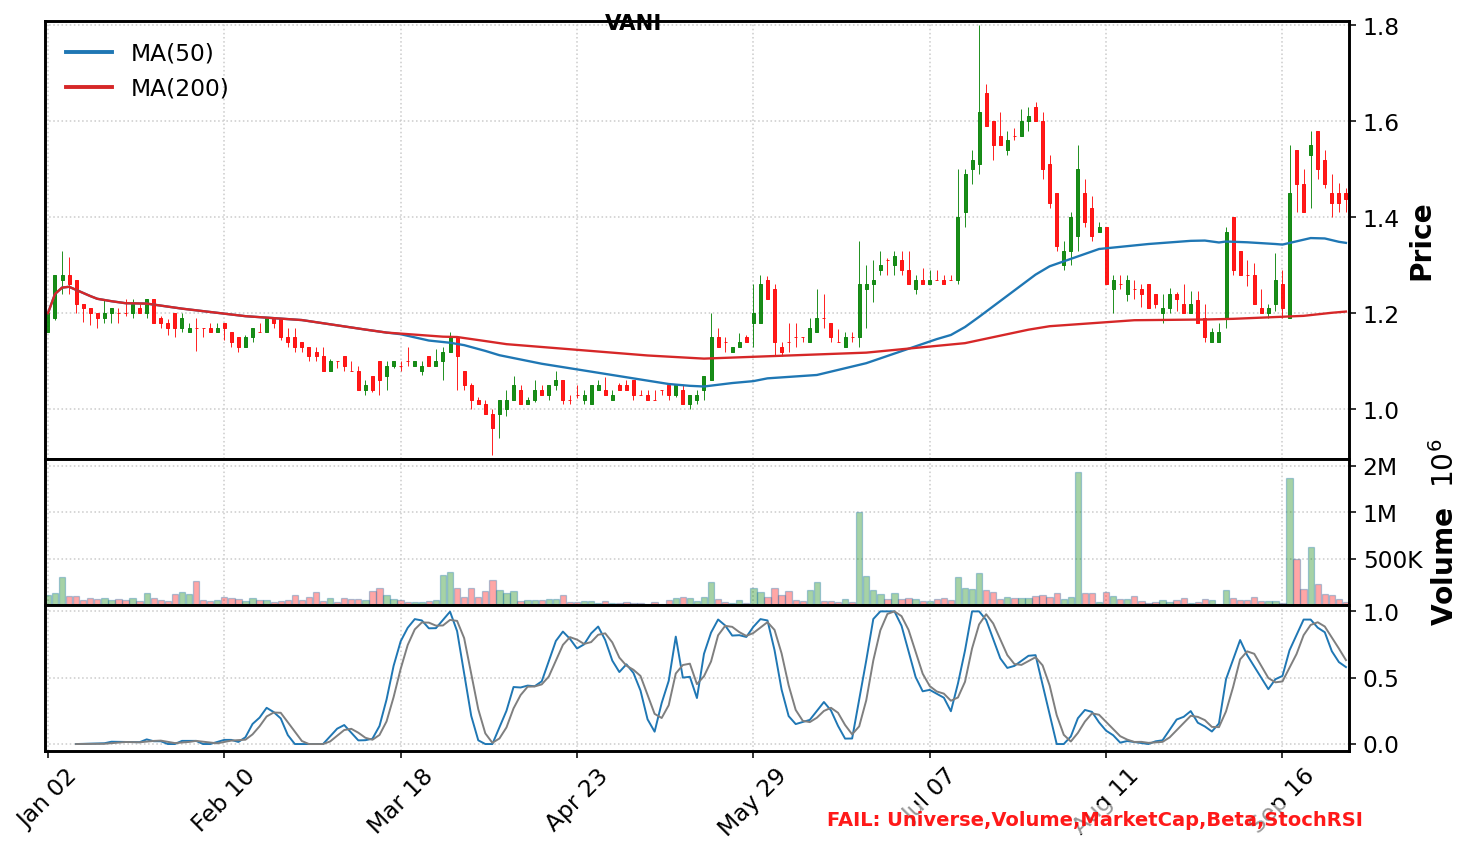 VANI
MA(50)
MA(200)
1.8
1.6
1.4
1.2
1.0
Price
2M
1M
500K
Volume 10⁶
1.0
0.5
0.0
Jan 02
Feb 10
Mar 18
Apr 23
May 29
Jul 07
Aug 11
Sep 16
FAIL: Universe,Volume,MarketCap,Beta,StochRSI